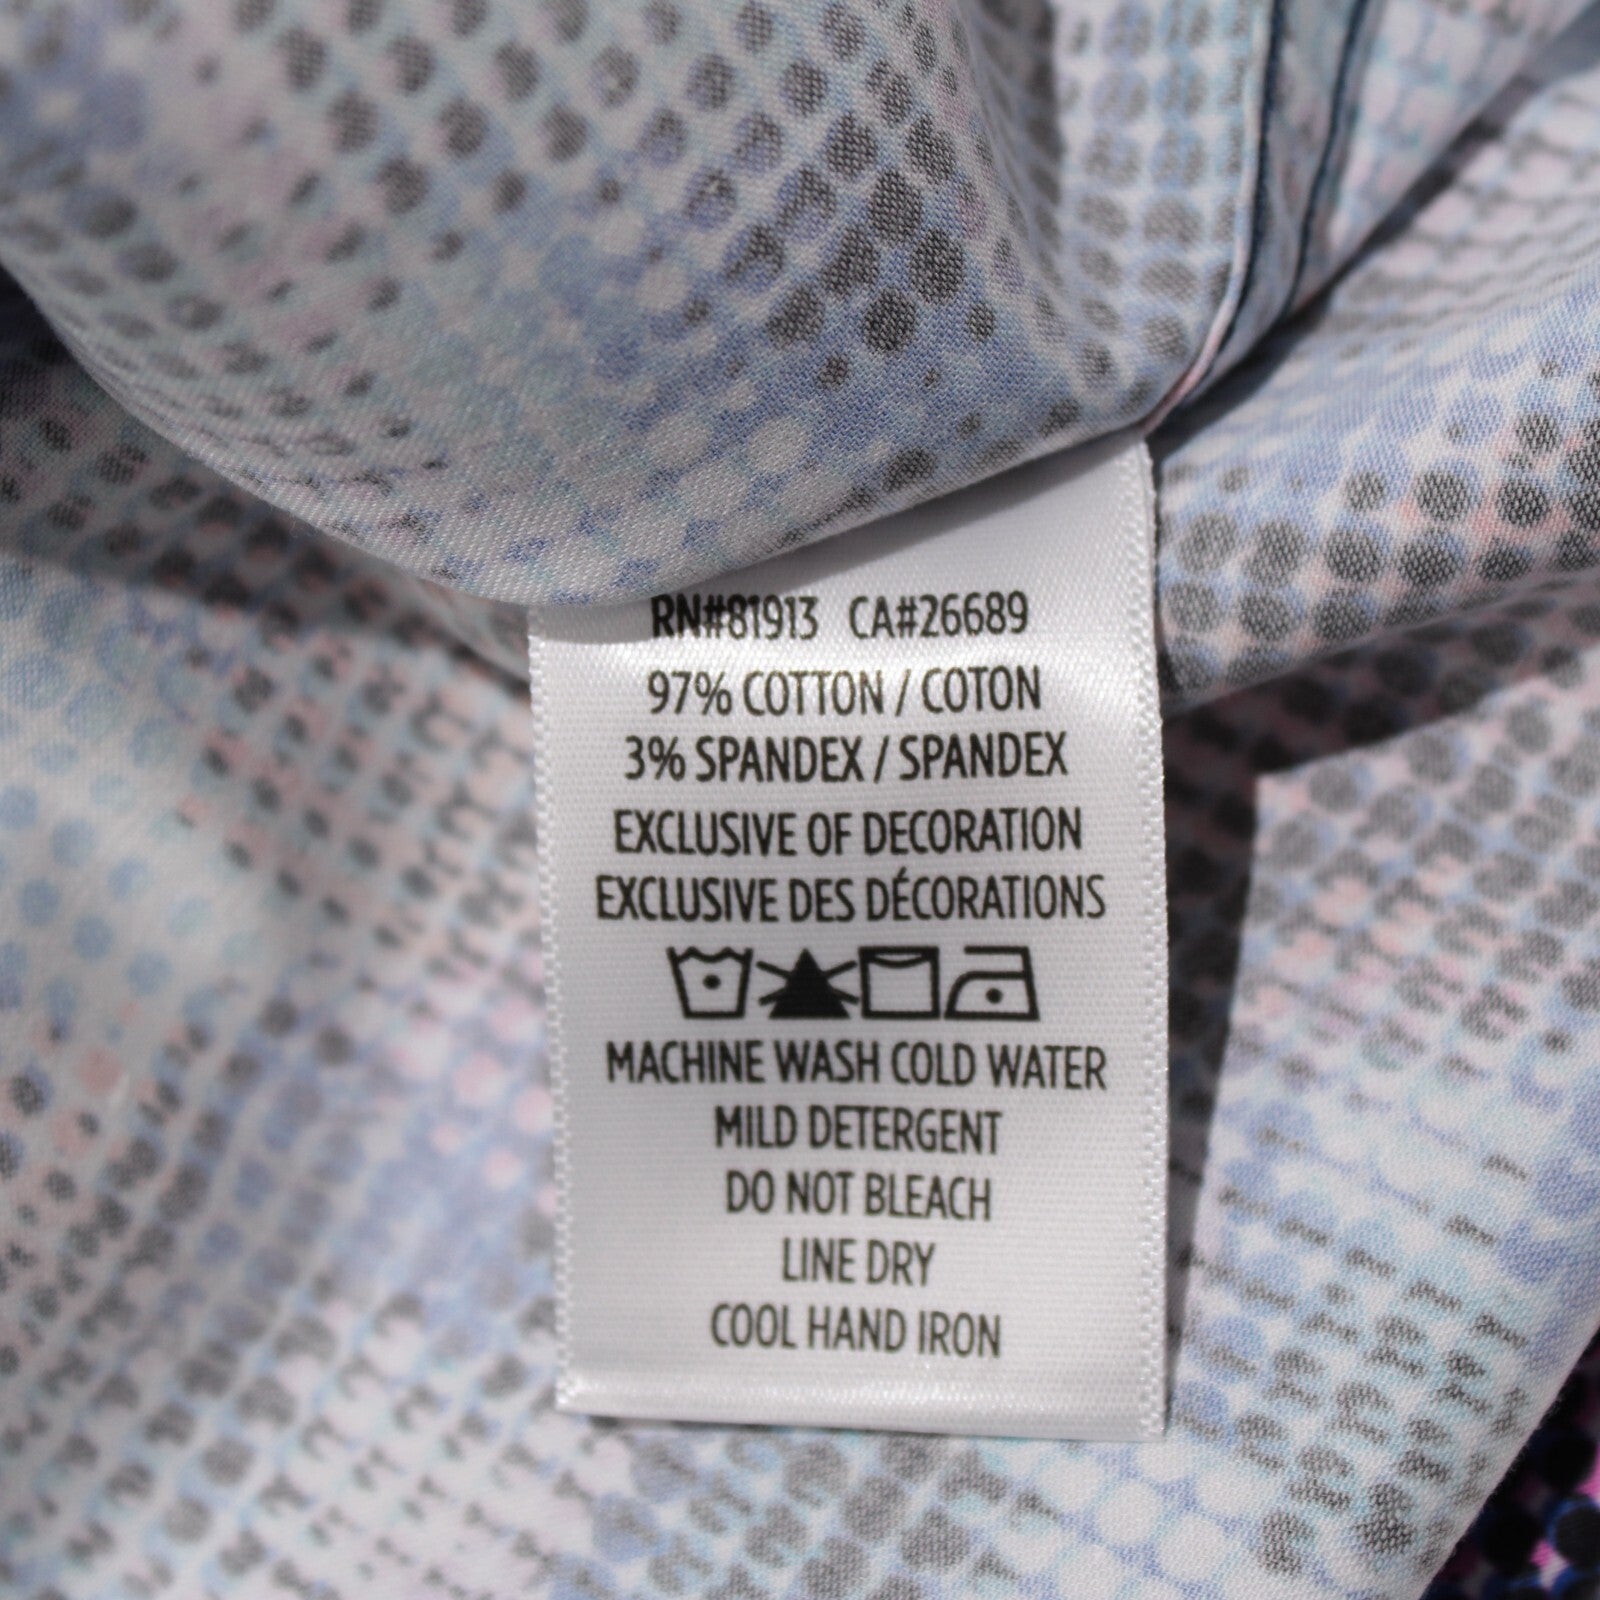 RN#81913 CA#26689
97% COTTON / COTON
3% SPANDEX / SPANDEX
EXCLUSIVE OF DECORATION
EXCLUSIVE DES DÉCORATIONS
MACHINE WASH COLD WATER
MILD DETERGENT
DO NOT BLEACH
LINE DRY
COOL HAND IRON